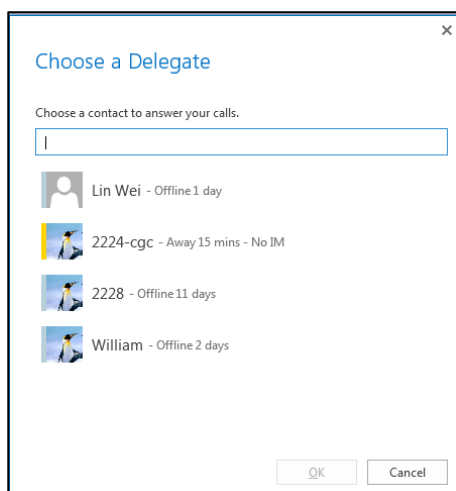 Choose a Delegate
Choose a contact to answer your calls.
Lin Wei - Offline 1 day
2224-cgc - Away 15 mins - No IM
2228 - Offline 11 days
William - Offline 2 days
OK Cancel